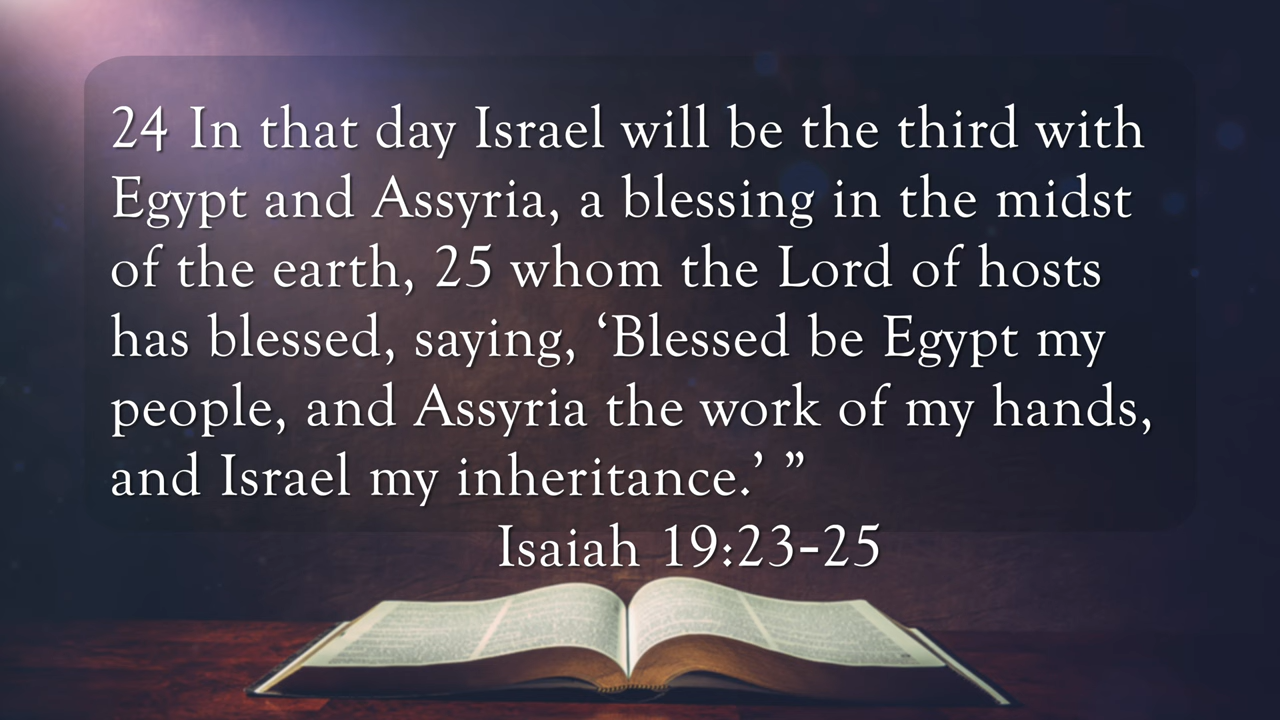 24 In that day Israel will be the third with
Egypt and Assyria, a blessing in the midst
of the earth, 25 whom the Lord of hosts
has blessed, saying, ‘Blessed be Egypt my
people, and Assyria the work of my hands,
and Israel my inheritance.’ ”
Isaiah 19:23-25